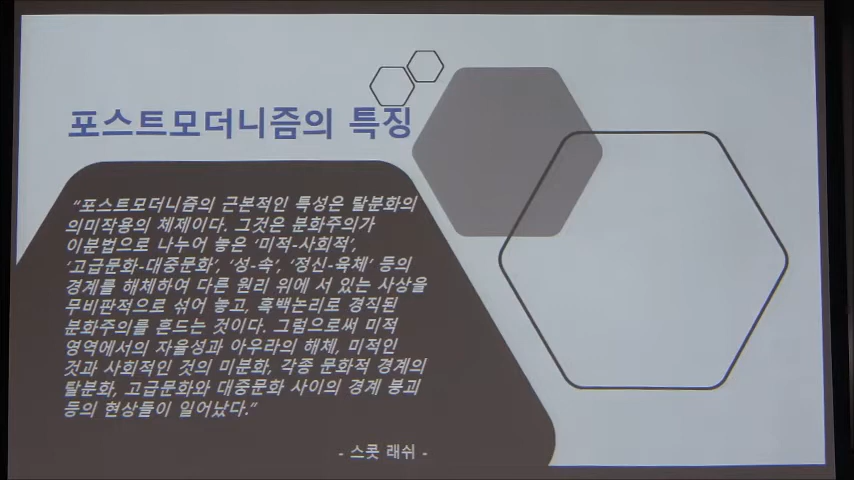 포스트모더니즘의 특징
“포스트모더니즘의 근본적인 특성은 탈분화의
의미작용의 체제이다. 그것은 분화주의가
이분법으로 나누어 놓은 ‘미적-사회적’,
‘고급문화-대중문화’, ‘성-속’, ‘정신-육체’ 등의
경계를 해체하여 다른 원리 위에 서 있는 사상을
무비판적으로 섞어 놓고, 흑백논리로 경직된
분화주의를 흔드는 것이다. 그럼으로써 미적
영역에서의 자율성과 아우라의 해체, 미적인
것과 사회적인 것의 미분화, 각종 문화적 경계의
탈분화, 고급문화와 대중문화 사이의 경계 붕괴
등의 현상들이 일어났다.”
- 스콧 래쉬 -